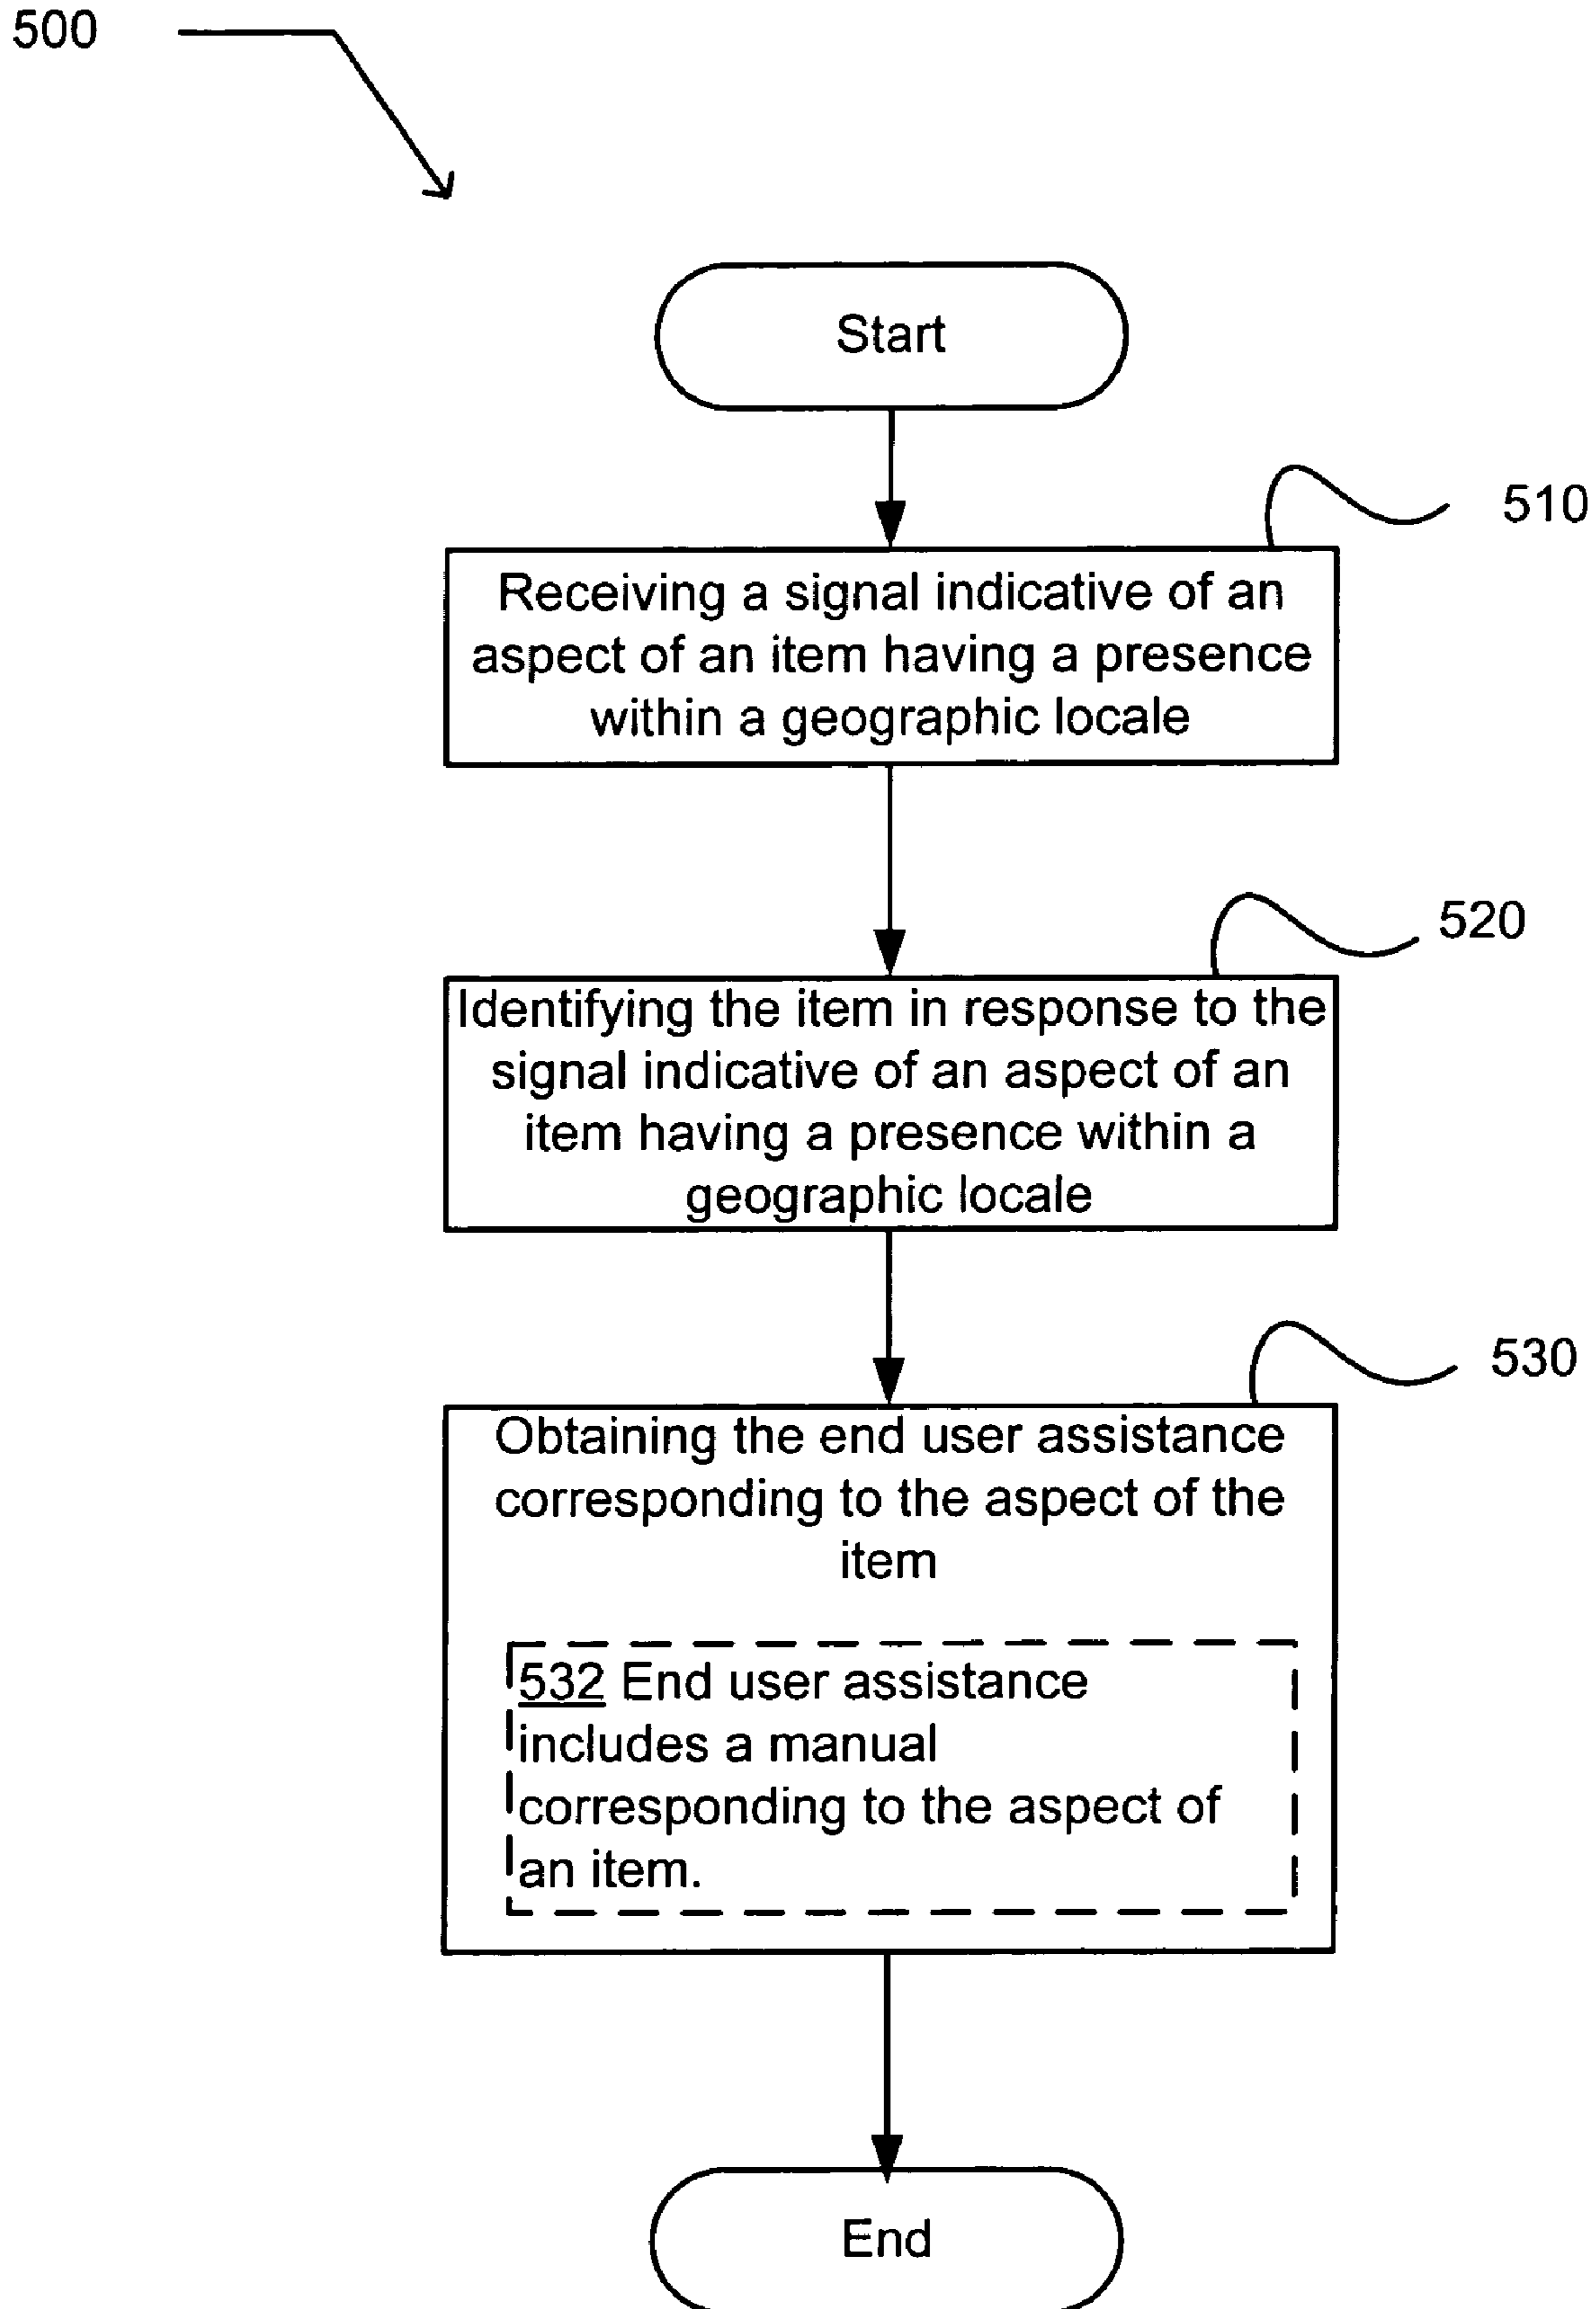 500
Start
510
Receiving a signal indicative of an
aspect of an item having a presence
within a geographic locale
520
Identifying the item in response to the
signal indicative of an aspect of an
item having a presence within a
geographic locale
530
Obtaining the end user assistance
corresponding to the aspect of the
item
532 End user assistance
includes a manual
corresponding to the aspect of
an item.
End